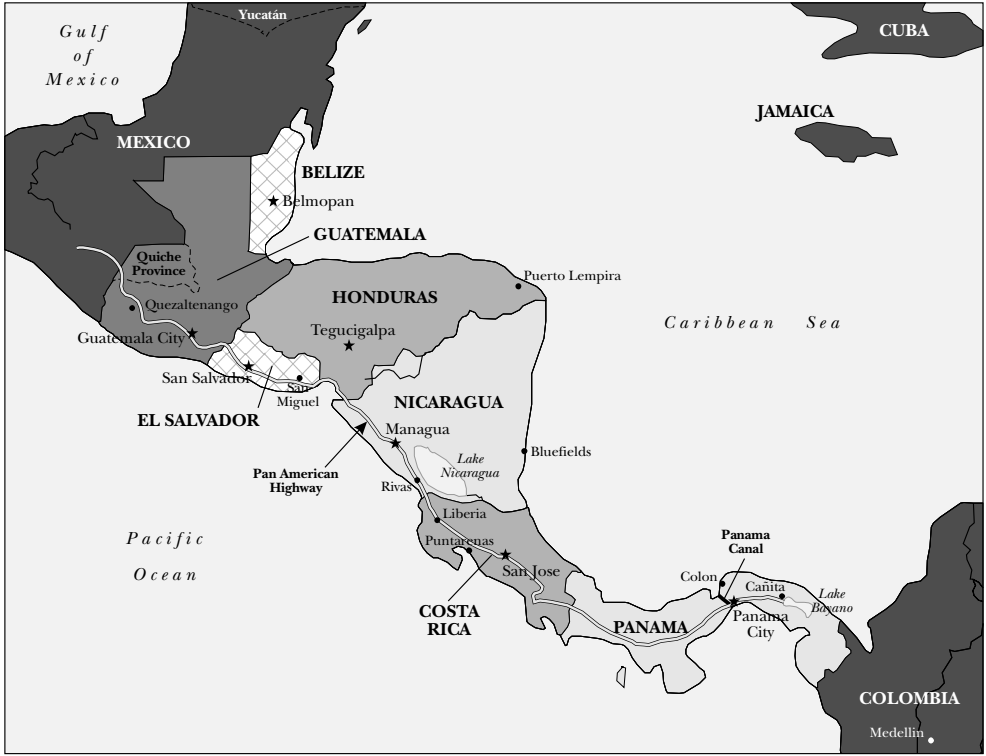 Yucatán
Gulf
of
Mexico
CUBA
JAMAICA
MEXICO
BELIZE
Belmopan
GUATEMALA
Quiche
Province
Puerto Lempira
HONDURAS
Quezaltenango
Caribbean Sea
Tegucigalpa
Guatemala City
San Salvador
San
Miguel
NICARAGUA
EL SALVADOR
Managua
Bluefields
Lake
Nicaragua
Pan American
Highway
Rivas
Liberia
Pacific
Ocean
Puntarenas
Panama
Canal
San Jose
Colon
Cañita
Lake
Bayano
COSTA
RICA
PANAMA
Panama
City
COLOMBIA
Medellin